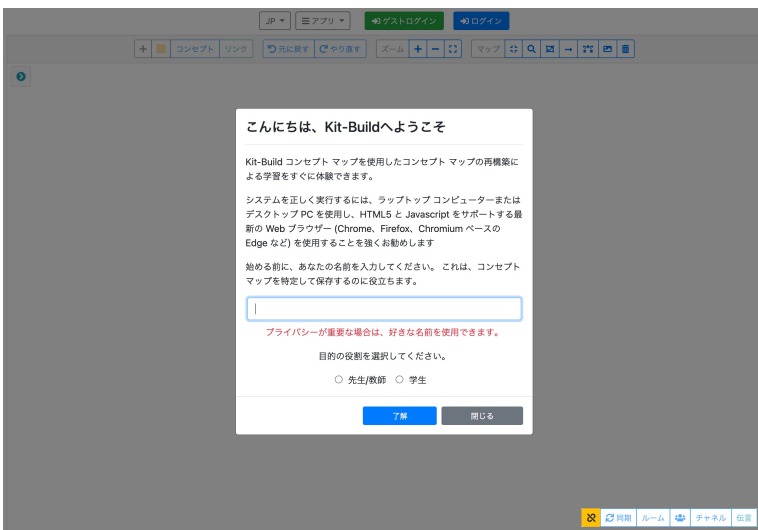 JP アプリ ゲストログイン ログイン
コンセプト リンク 元に戻す やり直す ズーム マップ
こんにちは、Kit-Buildへようこそ
Kit-Build コンセプト マップを使用したコンセプト マップの再構築に
よる学習をすぐに体験できます。
システムを正しく実行するには、ラップトップ コンピューターまたは
デスクトップ PC を使用し、HTML5 と Javascript をサポートする最
新の Web ブラウザー (Chrome、Firefox、Chromium ベースの
Edge など) を使用することを強くお勧めします
始める前に、あなたの名前を入力してください。 これは、コンセプト
マップを特定して保存するのに役立ちます。
プライバシーが重要な場合は、好きな名前を使用できます。
目的の役割を選択してください。
先生/教師 学生
了解 閉じる
同期 ルーム チャネル 伝言